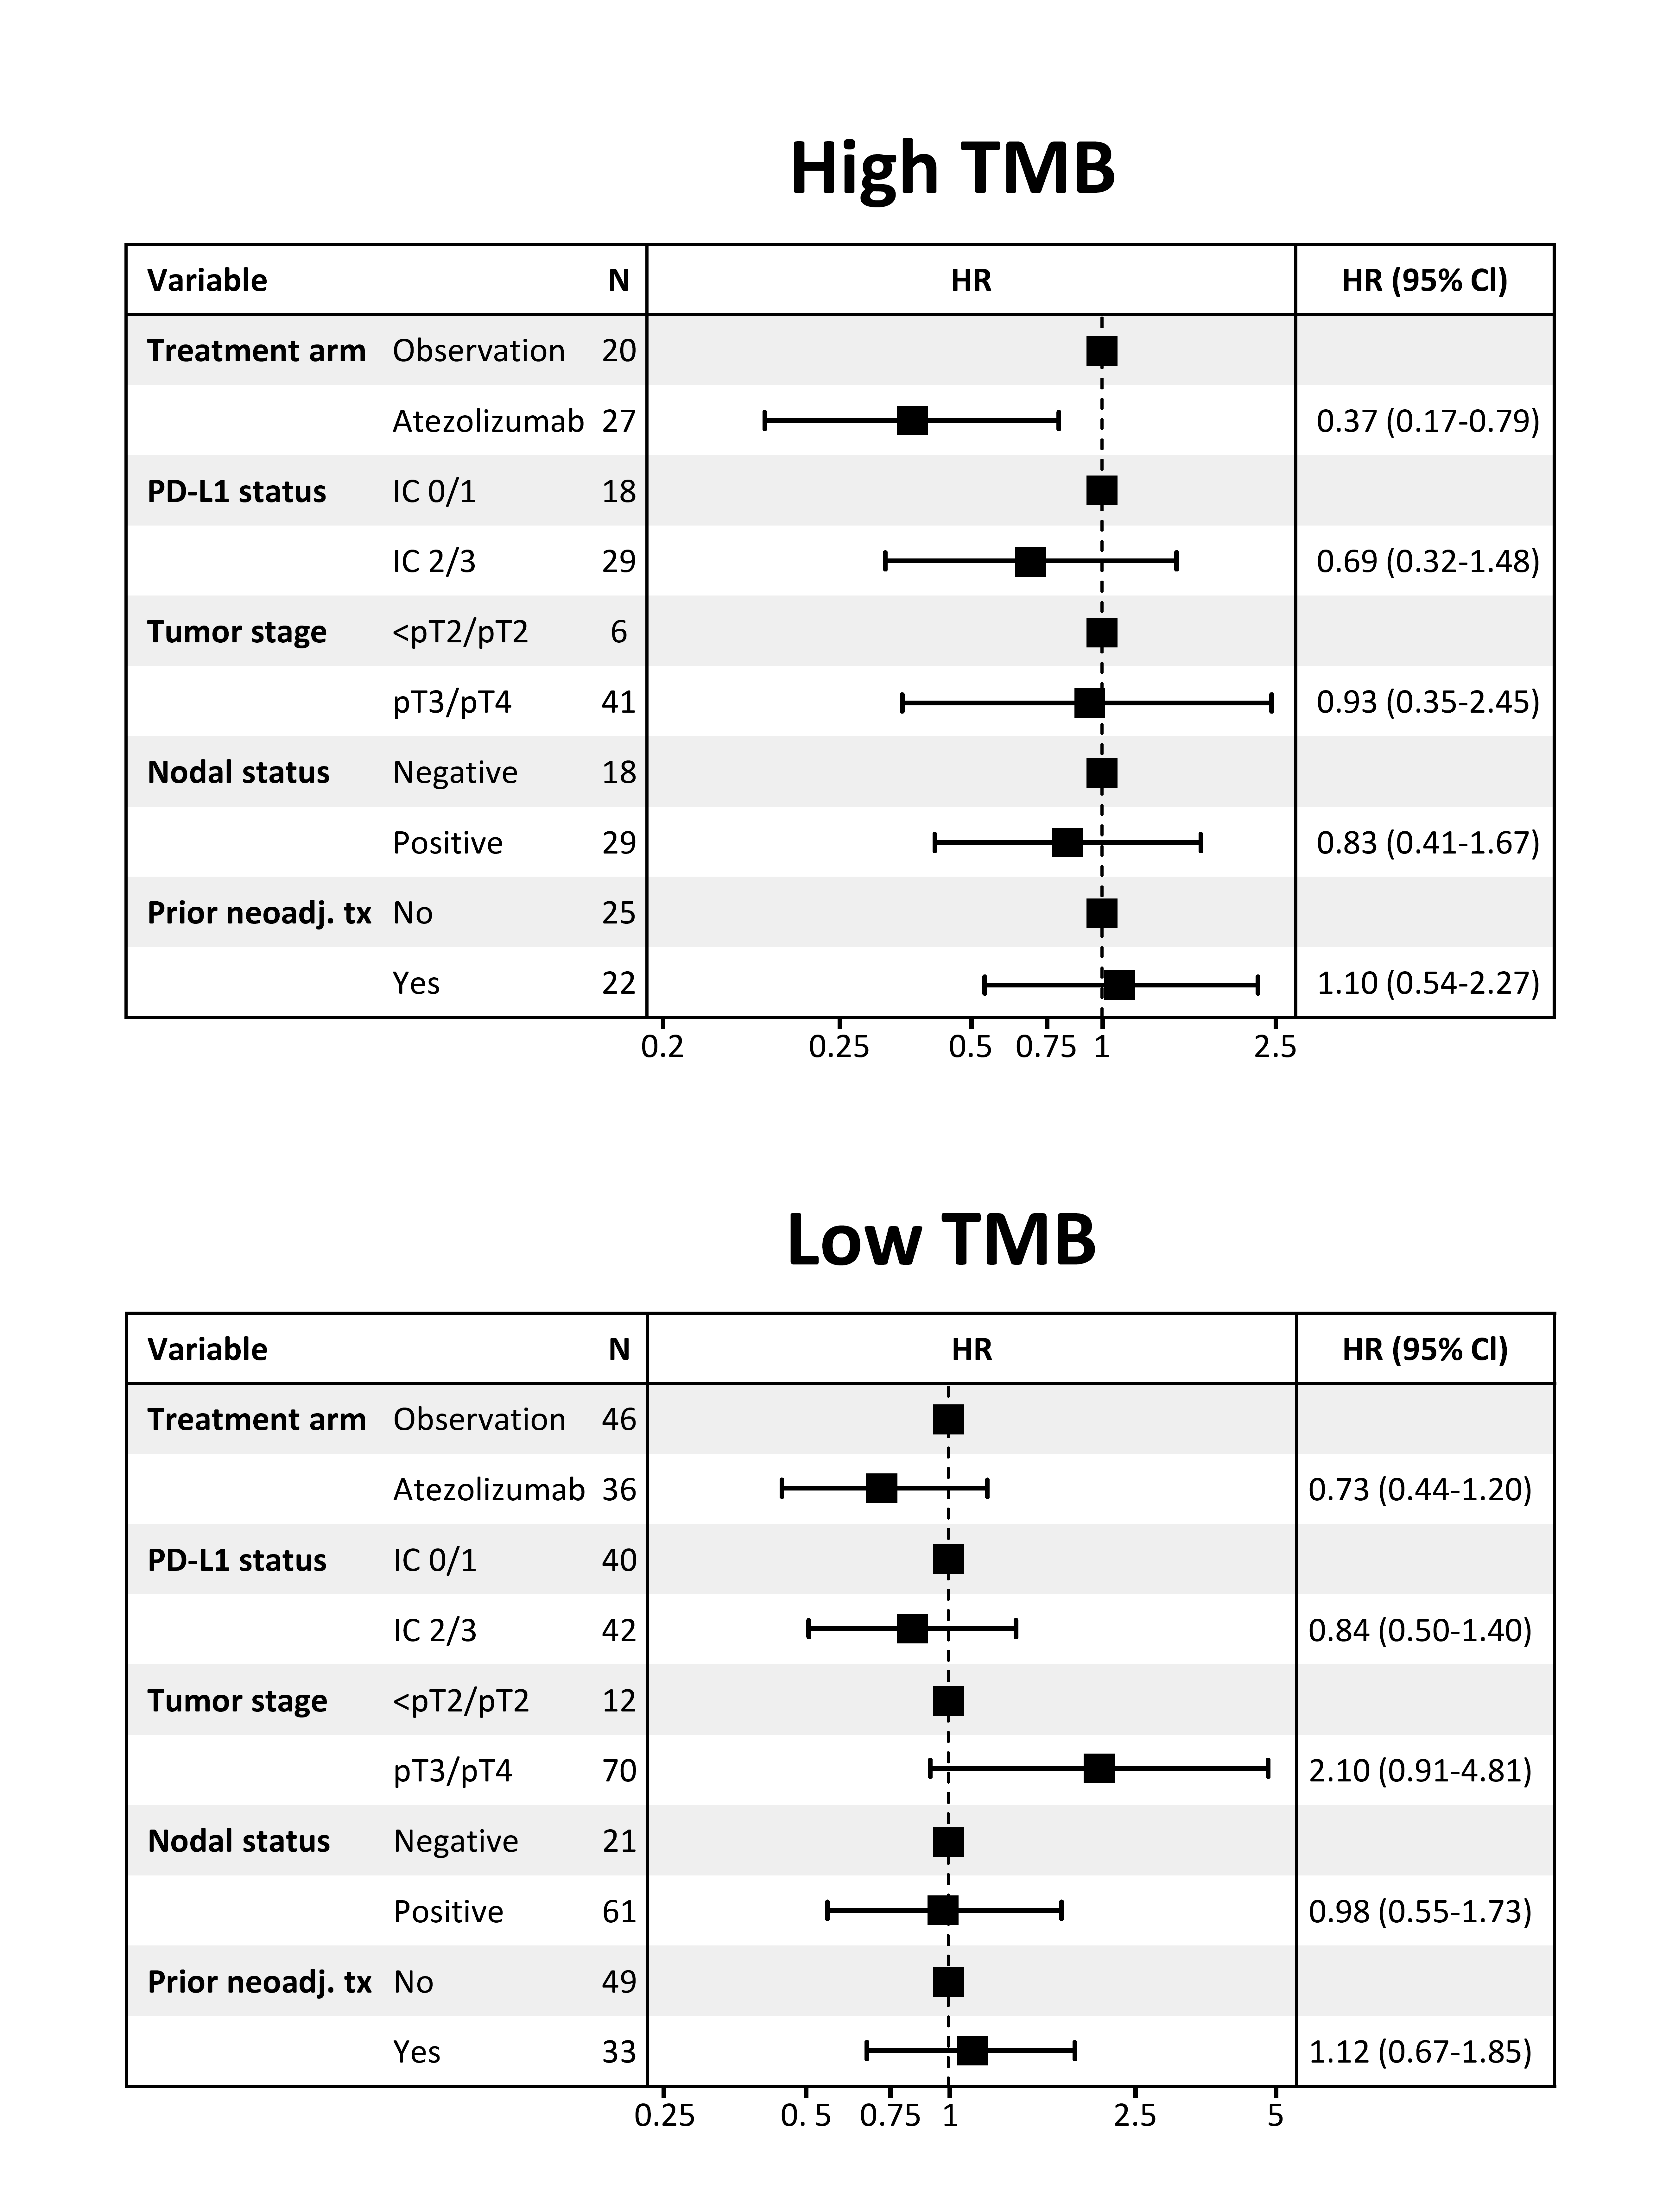 High TMB
Variable N HR HR (95% CI)
Treatment arm Observation 20
Atezolizumab 27 0.37 (0.17-0.79)
PD-L1 status IC 0/1 18
IC 2/3 29 0.69 (0.32-1.48)
Tumor stage <pT2/pT2 6
pT3/pT4 41 0.93 (0.35-2.45)
Nodal status Negative 18
Positive 29 0.83 (0.41-1.67)
Prior neoadj. tx No 25
Yes 22 1.10 (0.54-2.27)
0.2 0.25 0.5 0.75 1 2.5
Low TMB
Variable N HR HR (95% CI)
Treatment arm Observation 46
Atezolizumab 36 0.73 (0.44-1.20)
PD-L1 status IC 0/1 40
IC 2/3 42 0.84 (0.50-1.40)
Tumor stage <pT2/pT2 12
pT3/pT4 70 2.10 (0.91-4.81)
Nodal status Negative 21
Positive 61 0.98 (0.55-1.73)
Prior neoadj. tx No 49
Yes 33 1.12 (0.67-1.85)
0.25 0. 5 0.75 1 2.5 5